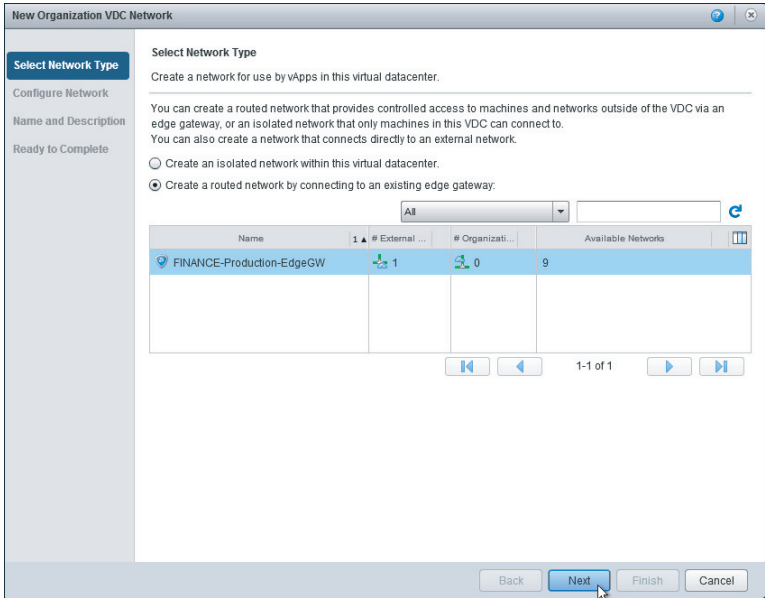 New Organization VDC Network
Select Network Type
Configure Network
Name and Description
Ready to Complete
Select Network Type
Create a network for use by vApps in this virtual datacenter.
You can create a routed network that provides controlled access to machines and networks outside of the VDC via an
edge gateway, or an isolated network that only machines in this VDC can connect to.
You can also create a network that connects directly to an external network.
Create an isolated network within this virtual datacenter.
Create a routed network by connecting to an existing edge gateway:
All
Name 1 ▲ # External ... # Organizati... Available Networks
FINANCE-Production-EdgeGW 1 0 9
1-1 of 1
Back Next Finish Cancel